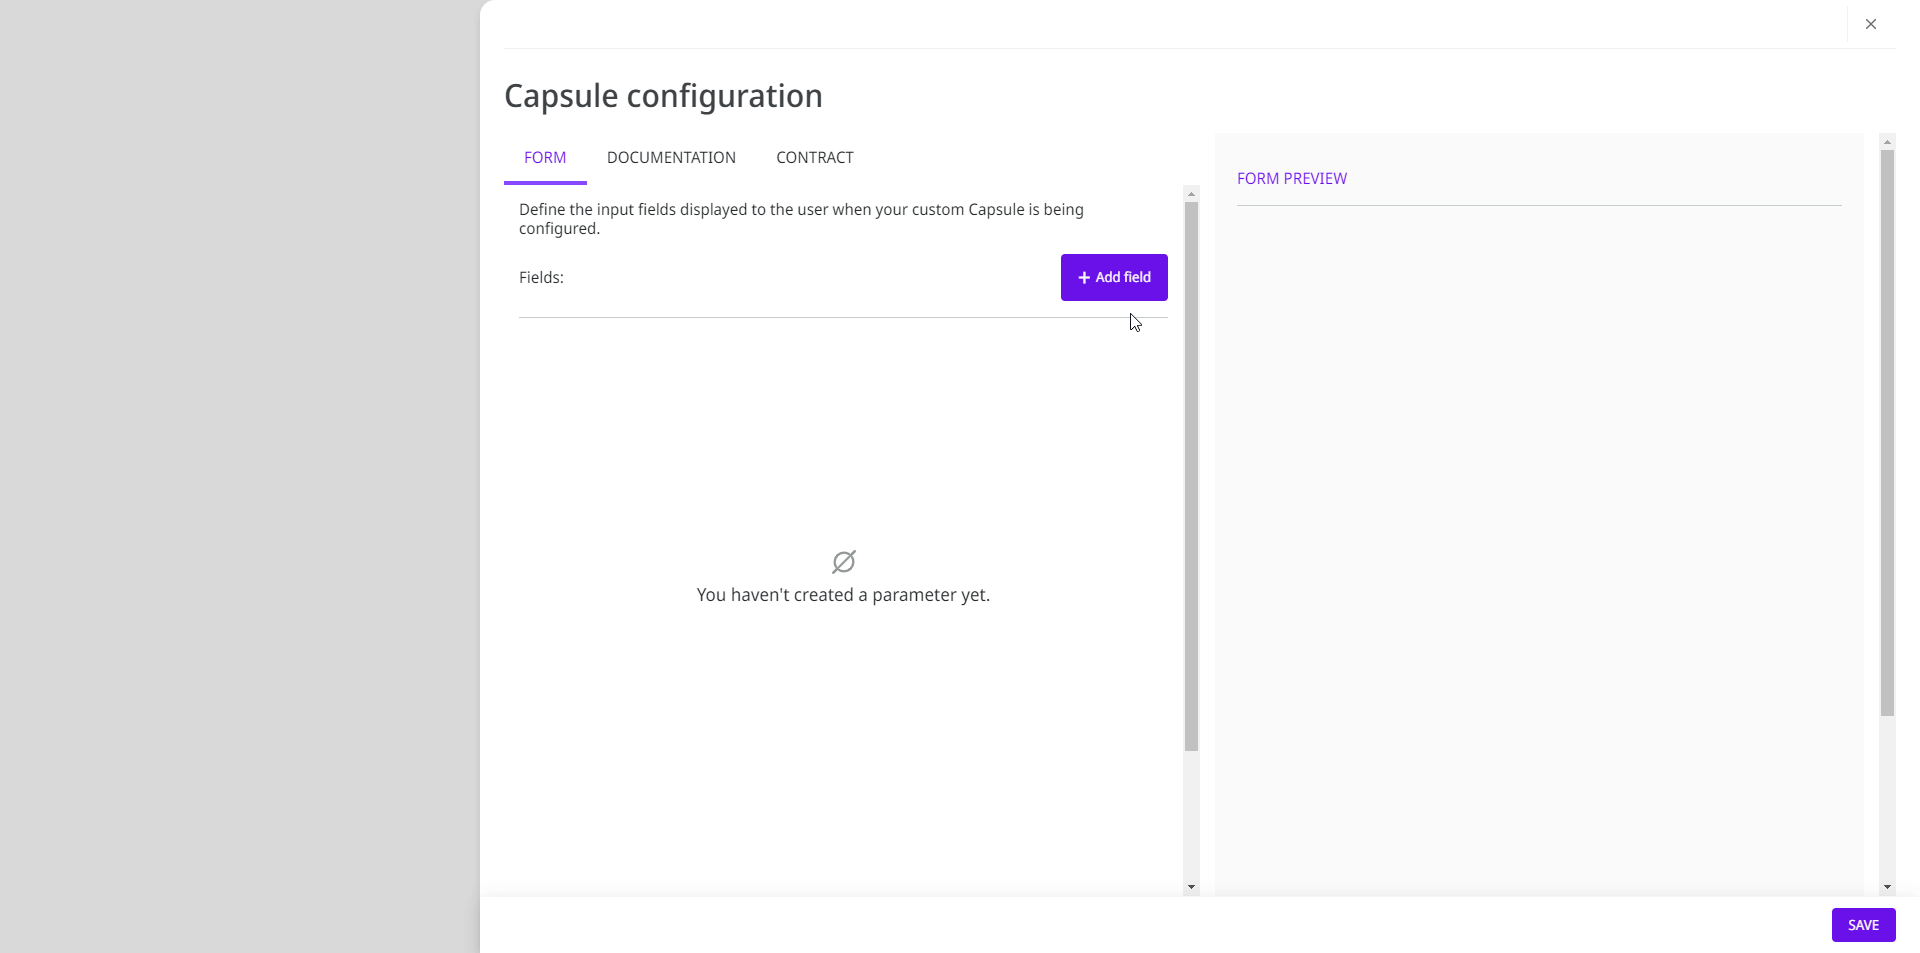 Capsule configuration
FORM
DOCUMENTATION
CONTRACT
Define the input fields displayed to the user when your custom Capsule is being
configured.
Fields:
Add field
You haven't created a parameter yet.
FORM PREVIEW
SAVE